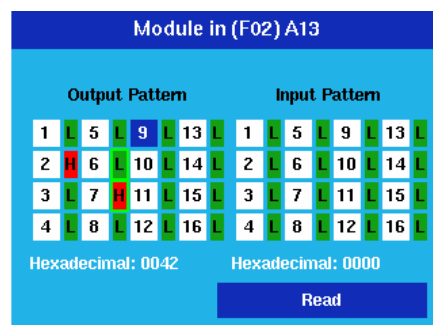 Module in (F02) A13
Output Pattern Input Pattern
1 L 5 L 9 L 13 L 1 L 5 L 9 L 13 L
2 H 6 L 10 L 14 L 2 L 6 L 10 L 14 L
3 L 7 H 11 L 15 L 3 L 7 L 11 L 15 L
4 L 8 L 12 L 16 L 4 L 8 L 12 L 16 L
Hexadecimal: 0042 Hexadecimal: 0000
Read